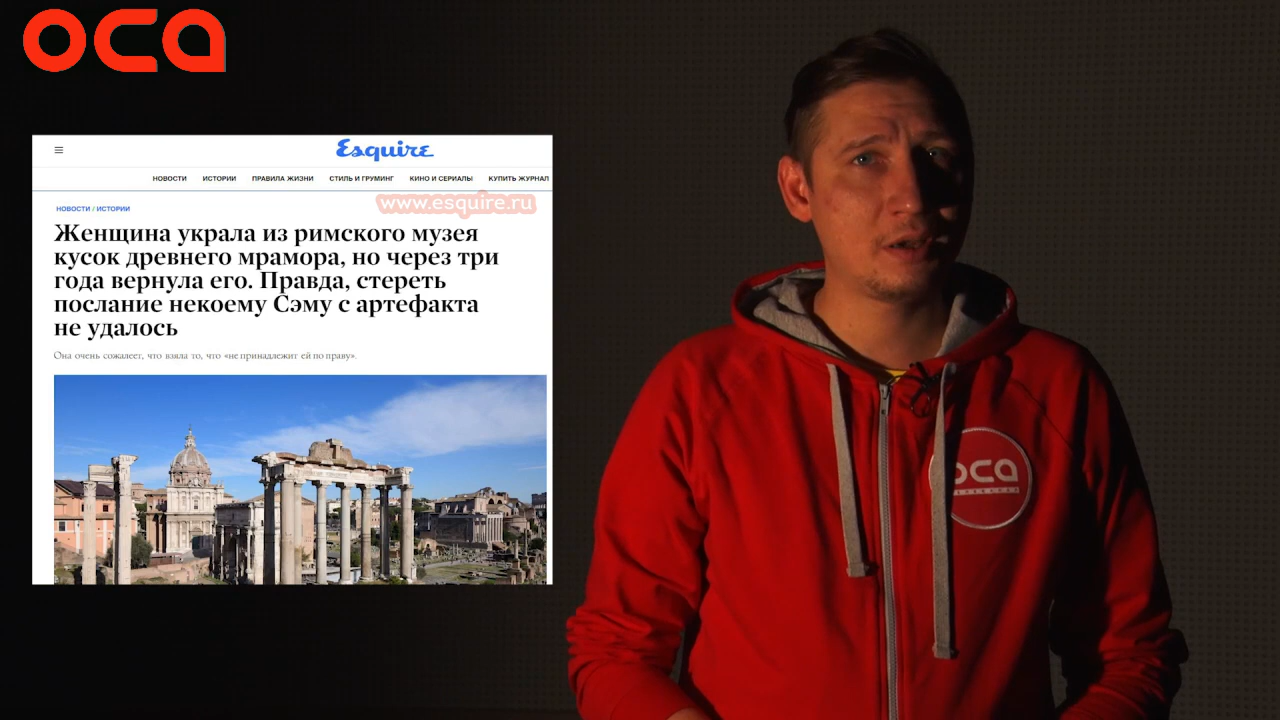 оса
Esquire
НОВОСТИ ИСТОРИИ ПРАВИЛА ЖИЗНИ СТИЛЬ И ГРУМИНГ КИНО И СЕРИАЛЫ КУПИТЬ ЖУРНАЛ
www.esquire.ru
НОВОСТИ / ИСТОРИИ
Женщина украла из римского музея
кусок древнего мрамора, но через три
года вернула его. Правда, стереть
послание некоему Сэму с артефакта
не удалось
Она очень сожалеет, что взяла то, что «не принадлежит ей по праву».
оса